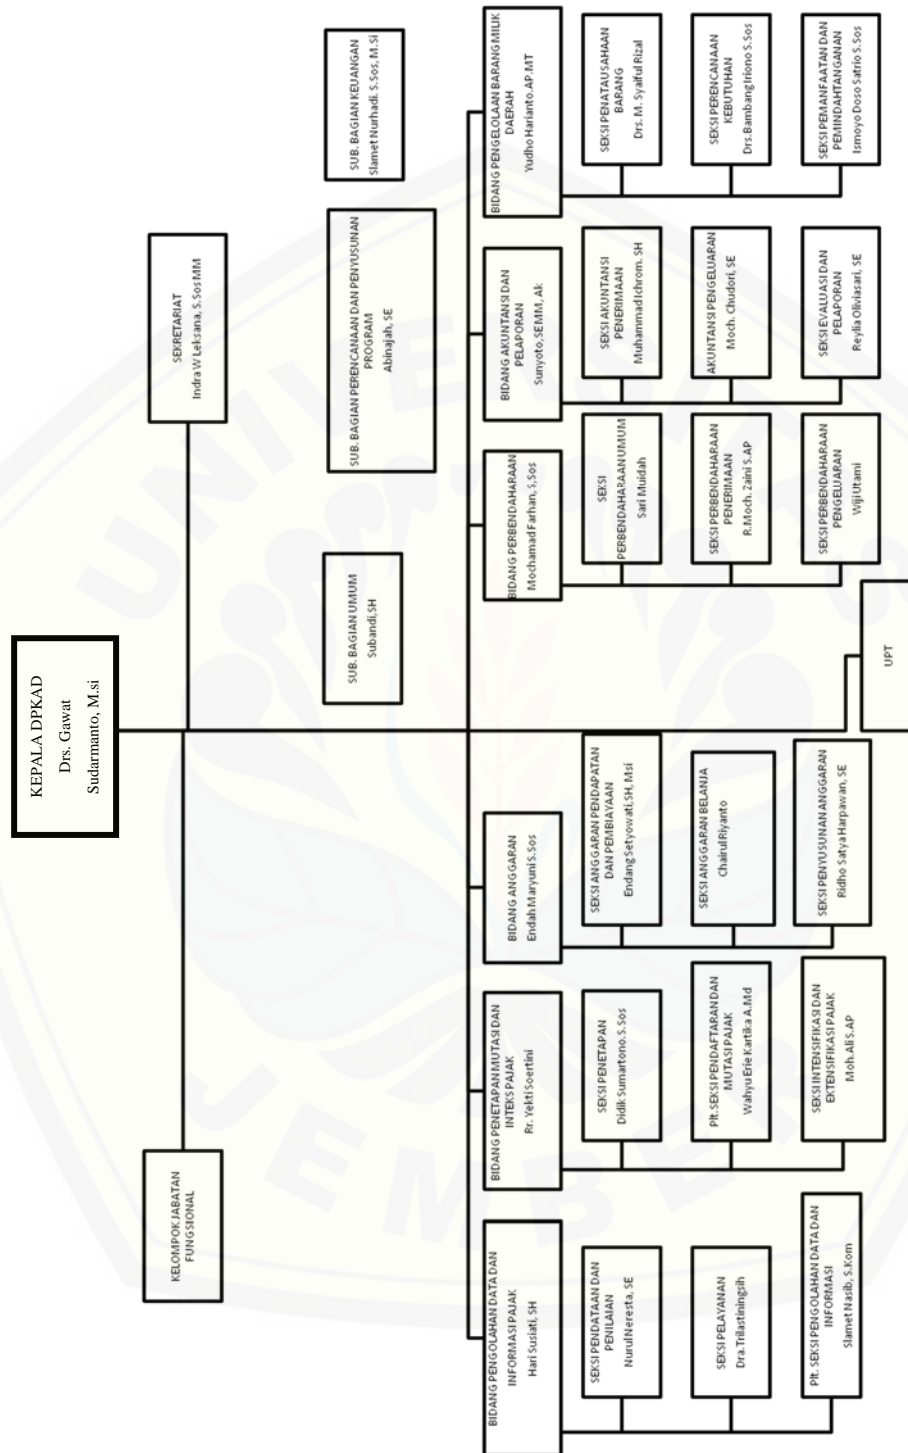 KEPALA DPKAD
Drs. Gawat
Sudarmanto, M.si
KELOMPOK JABATAN
FUNGSIONAL
SEKRETARIAT
Indra W Leksana, S.Sos MM
SUB. BAGIAN UMUM
Subandi, SH
SUB. BAGIAN PERENCANAAN DAN PENYUSUNAN
PROGRAM
Abinajah, SE
SUB. BAGIAN KEUANGAN
Slamet Nurhadi. S.Sos, M.Si
BIDANG PENGOLAHAN DATA DAN
INFORMASI PAJAK
Hari Susiati, SH
SEKSI PENDATAAN DAN
PENILAIAN
Nurul Neresta, SE
SEKSI PELAYANAN
Dra. Trilastiningsih
Plt. SEKSI PENGOLAHAN DATA DAN
INFORMASI
Slamet Nasib, S.Kom
BIDANG PENETAPAN MUTASI DAN
INTEKS PAJAK
Rr. Yekti Soertini
SEKSI PENETAPAN
Didik Sumartono. S.Sos
Plt. SEKSI PENDAFTARAN DAN
MUTASI PAJAK
Wahyu Erie Kartika A.Md
SEKSI INTENSIFIKASI DAN
EKTENSIFIKASI PAJAK
Moh. Ali S.AP
BIDANG ANGGARAN
Endah Maryuni S.Sos
SEKSI ANGGARAN PENDAPATAN
DAN PEMBIAYAAN
Endang Setyowati, SH, Msi
SEKSI ANGGARAN BELANJA
Chairul Riyanto
SEKSI PENYUSUNAN ANGGARAN
Ridho Satya Harpawan, SE
BIDANG PERBENDAHARAAN
Mochamad Farhan, S,Sos
SEKSI
PERBENDAHARAAN UMUM
Sari Muidah
SEKSI PERBENDAHARAAN
PENERIMAAN
R.Moch. Zaini S.AP
SEKSI PERBENDAHARAAN
PENGELUARAN
Wiji Utami
BIDANG AKUNTANSI DAN
PELAPORAN
Sunyoto, SE MM, Ak
SEKSI AKUNTANSI
PENERIMAAN
Muhammad Ichrom. SH
AKUNTANSI PENGELUARAN
Moch. Chudori, SE
SEKSI EVALUASI DAN
PELAPORAN
Reylia Oliviasari, SE
BIDANG PENGELOLAAN BARANG MILIK
DAERAH
Yudho Harianto. AP. MT
SEKSI PENATAUSAHAAN
BARANG
Drs. M. Syaiful Rizal
SEKSI PERENCANAAN
KEBUTUHAN
Drs. Bambang Iriono S.Sos
SEKSI PEMANFAATAN DAN
PEMINDAHTANGANAN
Ismoyo Doso Satrio S.Sos
UPT
UNIVERSITAS
JEMBER